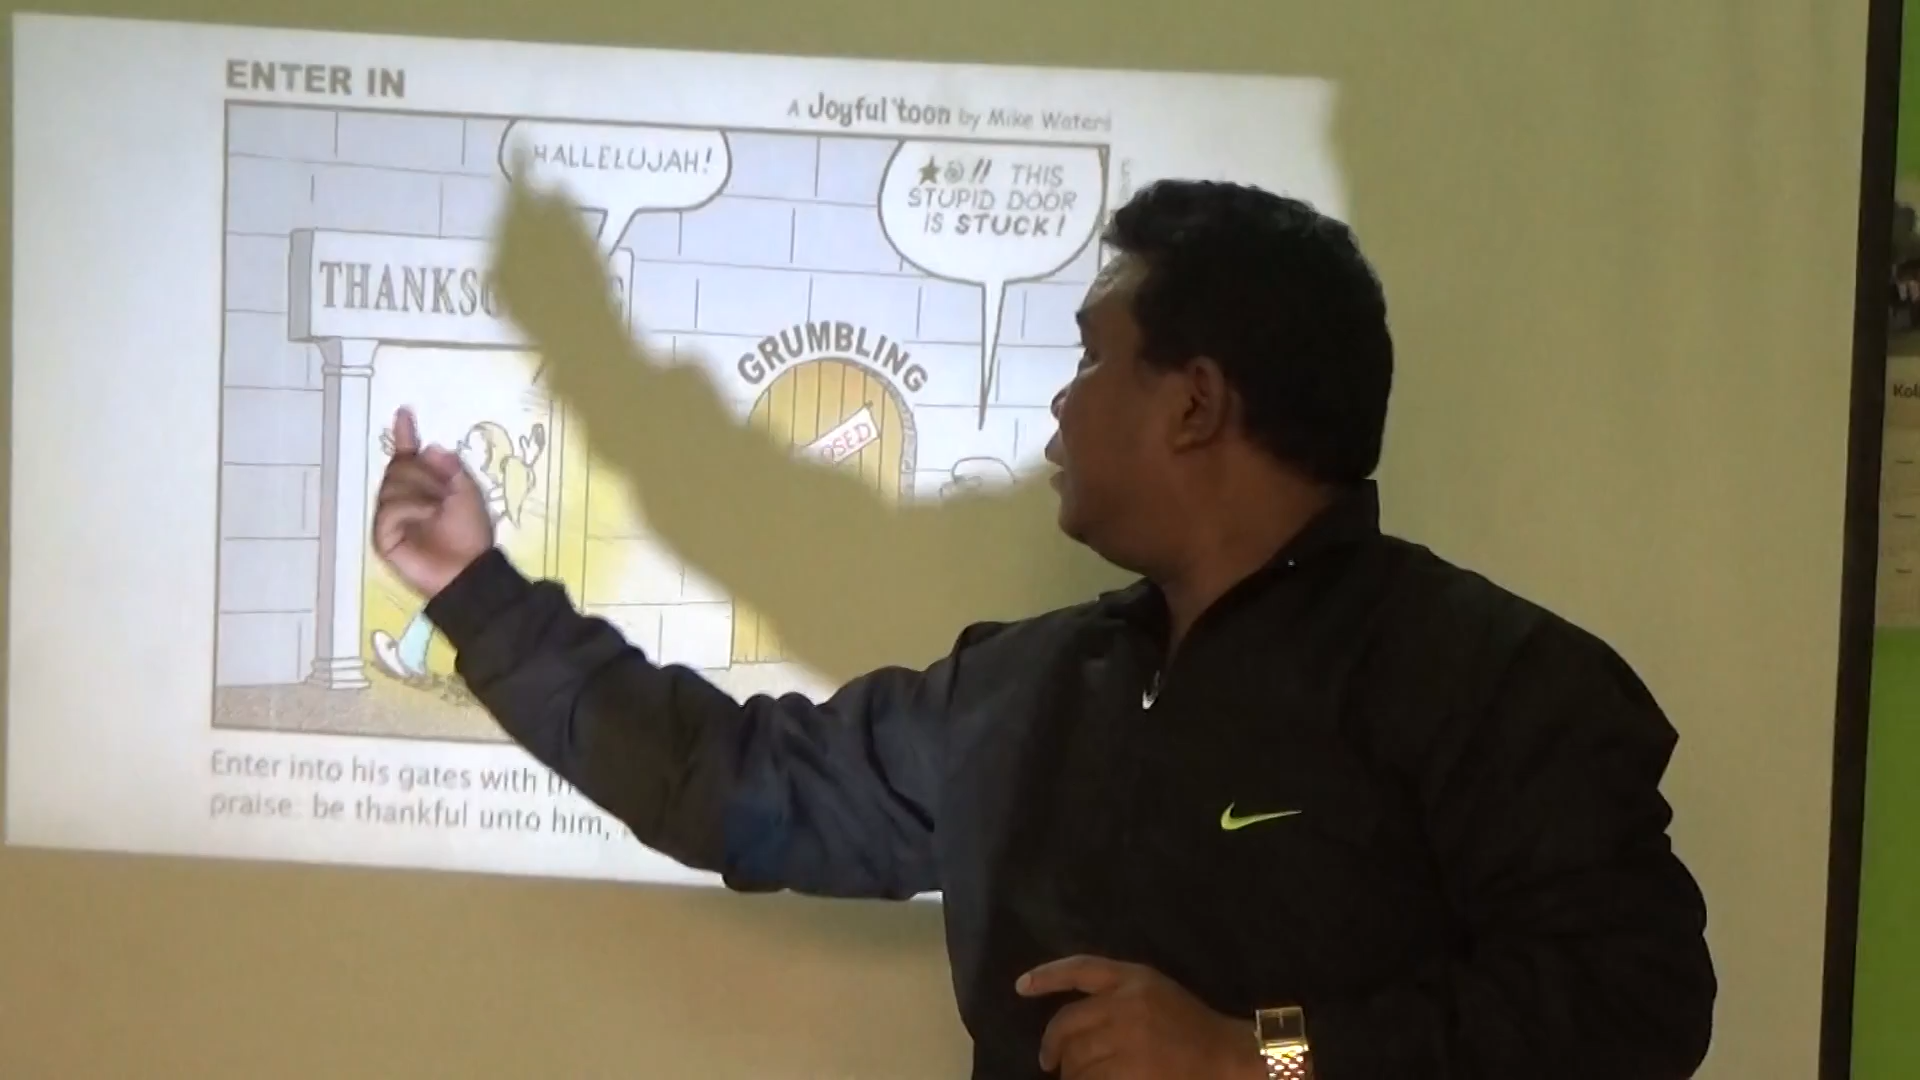 ENTER IN
A Joyful 'toon by Mike Waters
HALLELUJAH!
★@!! THIS
STUPID DOOR
IS STUCK!
GRUMBLING
Enter into his gates with
praise: be thankful unto him,